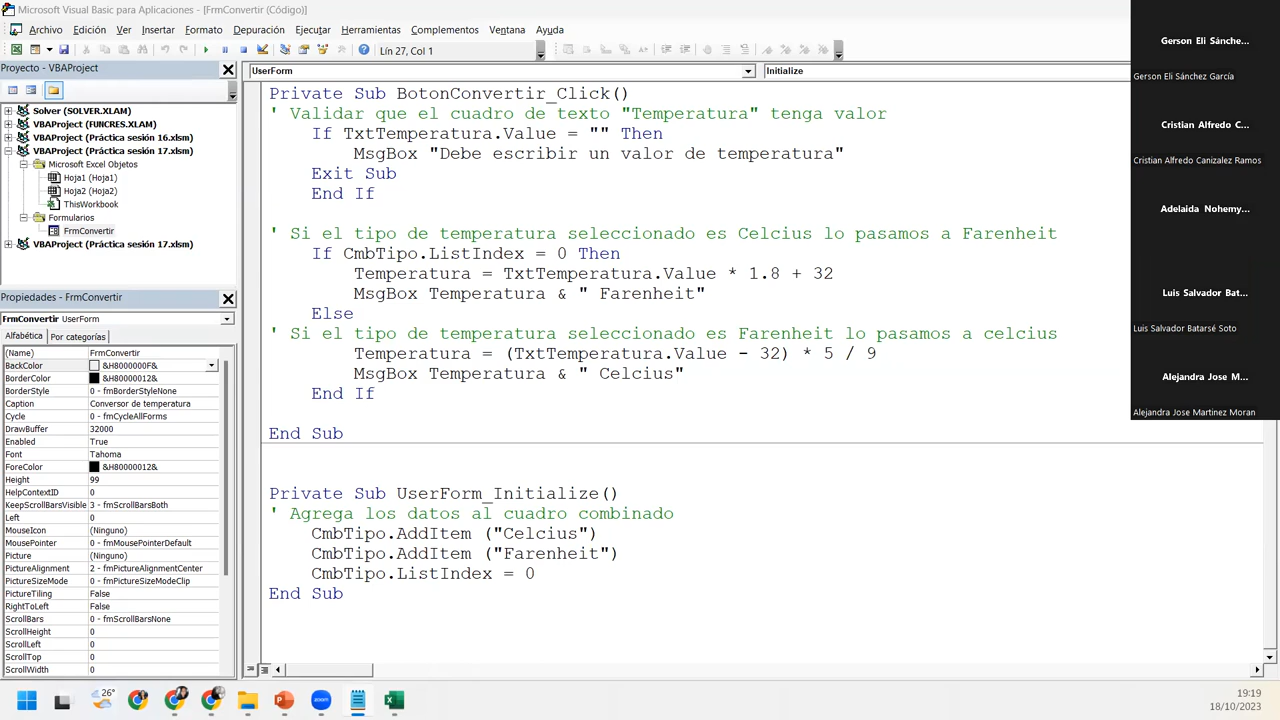 Microsoft Visual Basic para Aplicaciones - [FrmConvertir (Código)]
Archivo Edición Ver Insertar Formato Depuración Ejecutar Herramientas Complementos Ventana Ayuda
Lín 27, Col 1
Proyecto - VBAProject
Solver (SOLVER.XLAM)
VBAProject (FUNCRES.XLAM)
VBAProject (Práctica sesión 16.xlsm)
VBAProject (Práctica sesión 17.xlsm)
Microsoft Excel Objetos
Hoja1 (Hoja1)
Hoja2 (Hoja2)
ThisWorkbook
Formularios
FrmConvertir
VBAProject (Práctica sesión 17.xlsm)
Propiedades - FrmConvertir
FrmConvertir UserForm
Alfabética Por categorías
(Name) FrmConvertir
BackColor &H8000000F&
BorderColor &H80000012&
BorderStyle 0 - fmBorderStyleNone
Caption Conversor de temperatura
Cycle 0 - fmCycleAllForms
DrawBuffer 32000
Enabled True
Font Tahoma
ForeColor &H80000012&
Height 99
HelpContextID 0
KeepScrollBarsVisible 3 - fmScrollBarsBoth
Left 0
MouseIcon (Ninguno)
MousePointer 0 - fmMousePointerDefault
Picture (Ninguno)
PictureAlignment 2 - fmPictureAlignmentCenter
PictureSizeMode 0 - fmPictureSizeModeClip
PictureTiling False
RightToLeft False
ScrollBars 0 - fmScrollBarsNone
ScrollHeight 0
ScrollLeft 0
ScrollTop 0
ScrollWidth 0
UserForm Initialize
Private Sub BotonConvertir_Click()
' Validar que el cuadro de texto "Temperatura" tenga valor
If TxtTemperatura.Value = "" Then
MsgBox "Debe escribir un valor de temperatura"
Exit Sub
End If
' Si el tipo de temperatura seleccionado es Celcius lo pasamos a Farenheit
If CmbTipo.ListIndex = 0 Then
Temperatura = TxtTemperatura.Value * 1.8 + 32
MsgBox Temperatura & " Farenheit"
Else
' Si el tipo de temperatura seleccionado es Farenheit lo pasamos a celcius
Temperatura = (TxtTemperatura.Value - 32) * 5 / 9
MsgBox Temperatura & " Celcius"
End If
End Sub
Private Sub UserForm_Initialize()
' Agrega los datos al cuadro combinado
CmbTipo.AddItem ("Celcius")
CmbTipo.AddItem ("Farenheit")
CmbTipo.ListIndex = 0
End Sub
Gerson Eli Sánche...
Gerson Eli Sánchez García
Cristian Alfredo C...
Cristian Alfredo Canizalez Ramos
Adelaida Nohemy...
Luis Salvador Bat...
Luis Salvador Batarsé Soto
Alejandra Jose M...
Alejandra Jose Martinez Moran
26°
zoom
19:19
18/10/2023